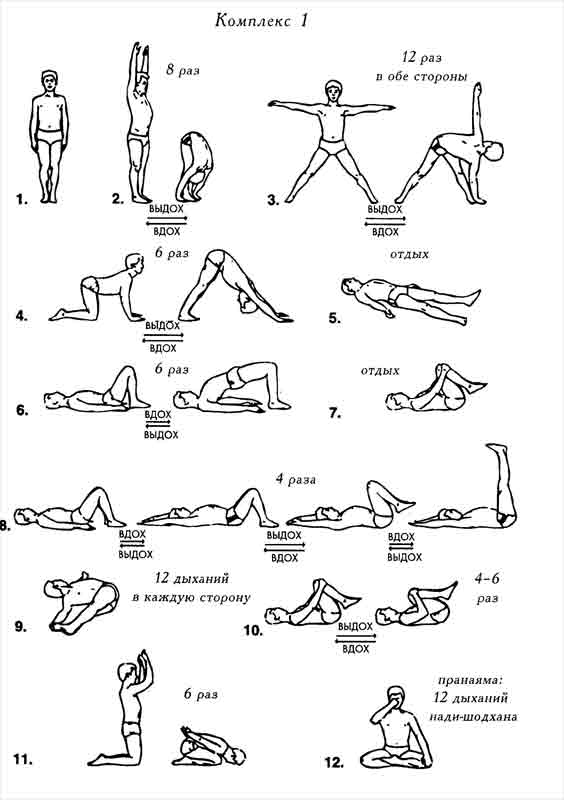 Комплекс 1
8 раз
12 раз
в обе стороны
1.
2.
ВЫДОХ
ВДОХ
3.
ВЫДОХ
ВДОХ
6 раз
отдых
4.
ВЫДОХ
ВДОХ
5.
6 раз
отдых
6.
ВДОХ
ВЫДОХ
7.
4 раза
8.
ВДОХ
ВЫДОХ
ВЫДОХ
ВДОХ
ВДОХ
ВЫДОХ
12 дыханий
в каждую сторону
9.
4–6
раз
10.
ВЫДОХ
ВДОХ
6 раз
11.
пранаяма:
12 дыханий
нади-шодхана
12.